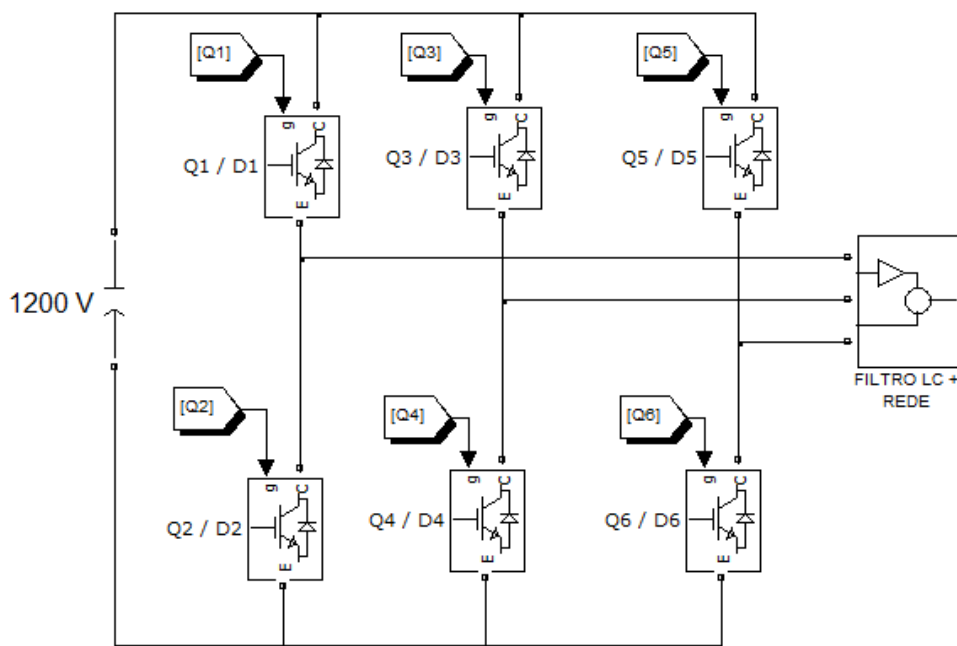 [Q1]
[Q3]
[Q5]
g
C
g
C
g
C
Q1 / D1
Q3 / D3
Q5 / D5
E
E
E
1200 V
FILTRO LC +
REDE
[Q2]
[Q4]
[Q6]
g
C
g
C
g
C
Q2 / D2
Q4 / D4
Q6 / D6
E
E
E